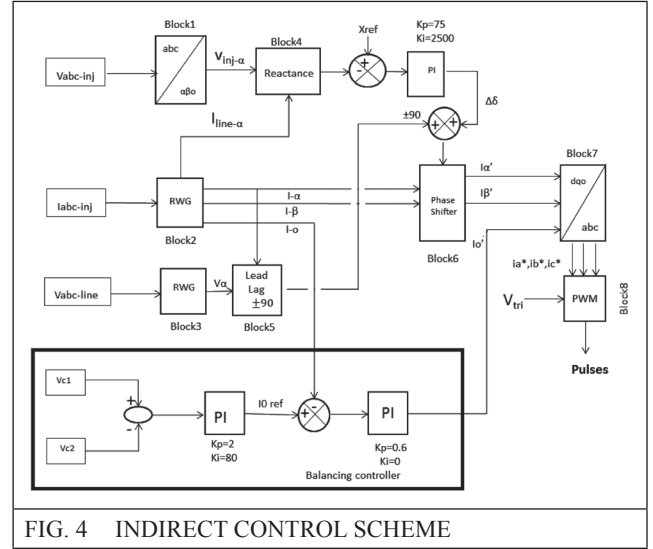 Block1
abc
αβo
Vabc-inj
Vinj-α
Block4
Reactance
Xref
+
-
Kp=75
Ki=2500
PI
Δδ
±90
+
+
Iline-α
Iabc-inj
RWG
Block2
I-α
I-β
I-o
Phase
Shifter
Block6
Iα'
Iβ'
Io'
Block7
dqo
abc
ia*,ib*,ic*
Vabc-line
RWG
Block3
Vα
Lead
Lag
±90
Block5
Vtri
PWM
Block8
Pulses
Vc1
Vc2
+
-
PI
Kp=2
Ki=80
I0 ref
+
-
PI
Kp=0.6
Ki=0
Balancing controller
FIG. 4 INDIRECT CONTROL SCHEME